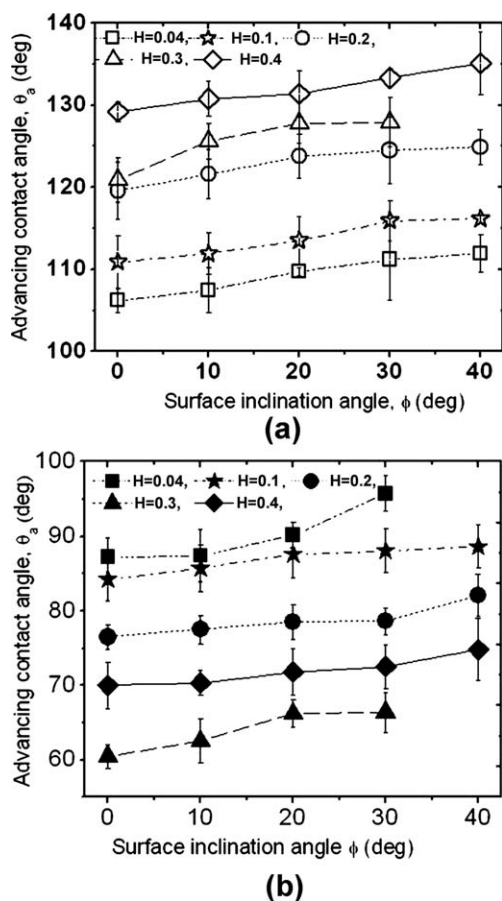 140
130
120
110
100
Advancing contact angle, θa (deg)
H=0.04, H=0.1, H=0.2,
H=0.3, H=0.4
0 10 20 30 40
Surface inclination angle, ϕ (deg)
(a)
100
90
80
70
60
Advancing contact angle, θa (deg)
H=0.04, H=0.1, H=0.2,
H=0.3, H=0.4,
0 10 20 30 40
Surface inclination angle ϕ (deg)
(b)